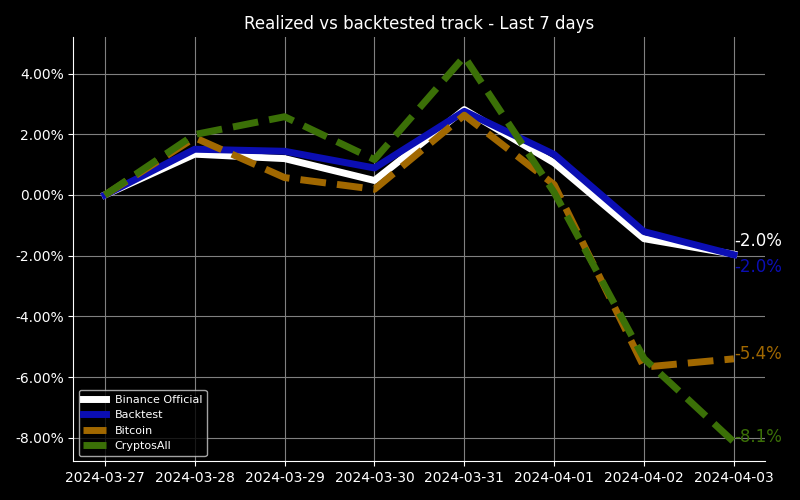 Realized vs backtested track - Last 7 days
4.00%
2.00%
0.00%
-2.00%
-4.00%
-6.00%
-8.00%
-2.0%
-2.0%
-5.4%
-8.1%
Binance Official
Backtest
Bitcoin
CryptosAll
2024-03-27 2024-03-28 2024-03-29 2024-03-30 2024-03-31 2024-04-01 2024-04-02 2024-04-03